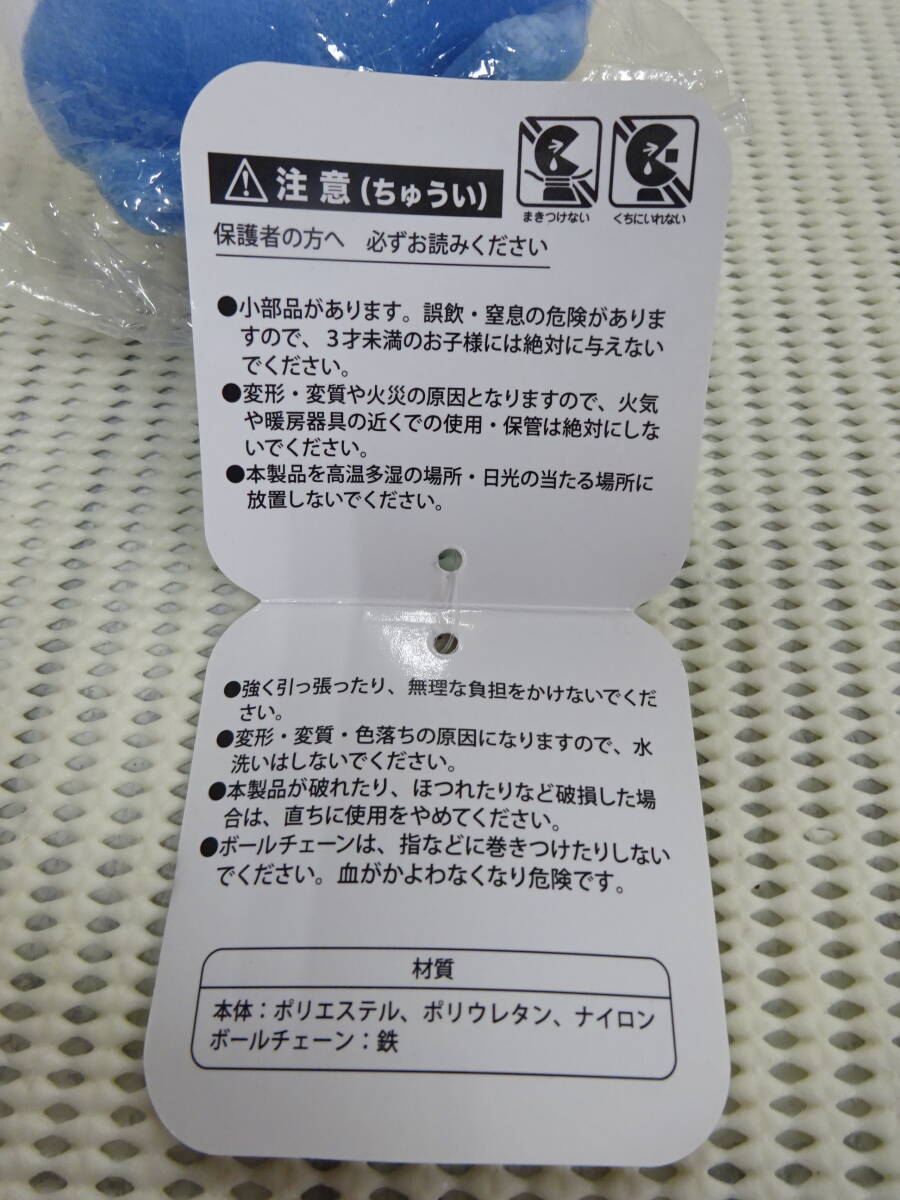 注意(ちゅうい)
まきつけない
くちにいれない
保護者の方へ　必ずお読みください
●小部品があります。誤飲・窒息の危険がありま
すので、３才未満のお子様には絶対に与えない
でください。
●変形・変質や火災の原因となりますので、火気
や暖房器具の近くでの使用・保管は絶対にしな
いでください。
●本製品を高温多湿の場所・日光の当たる場所に
放置しないでください。
●強く引っ張ったり、無理な負担をかけないでくだ
さい。
●変形・変質・色落ちの原因になりますので、水
洗いはしないでください。
●本製品が破れたり、ほつれたりなど破損した場
合は、直ちに使用をやめてください。
●ボールチェーンは、指などに巻きつけたりしない
でください。血がかよわなくなり危険です。
材質
本体：ポリエステル、ポリウレタン、ナイロン
ボールチェーン：鉄